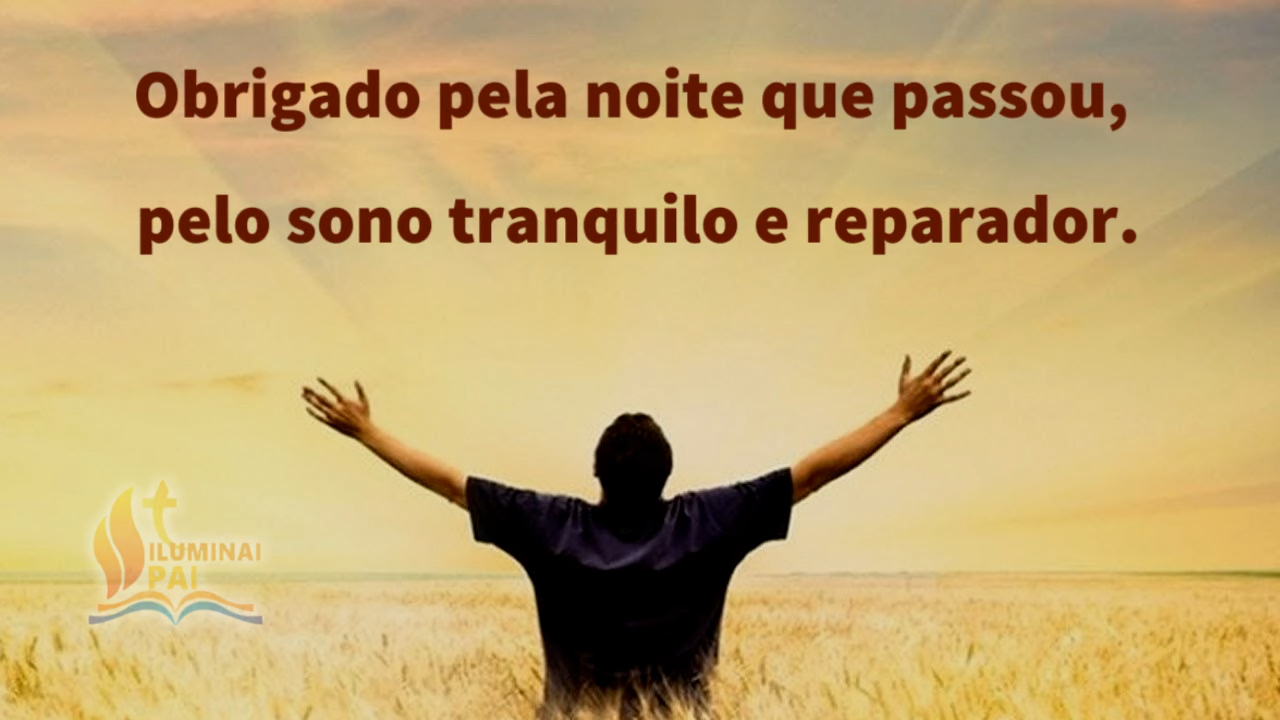 Obrigado pela noite que passou,
pelo sono tranquilo e reparador.
ILUMINAI
PAI